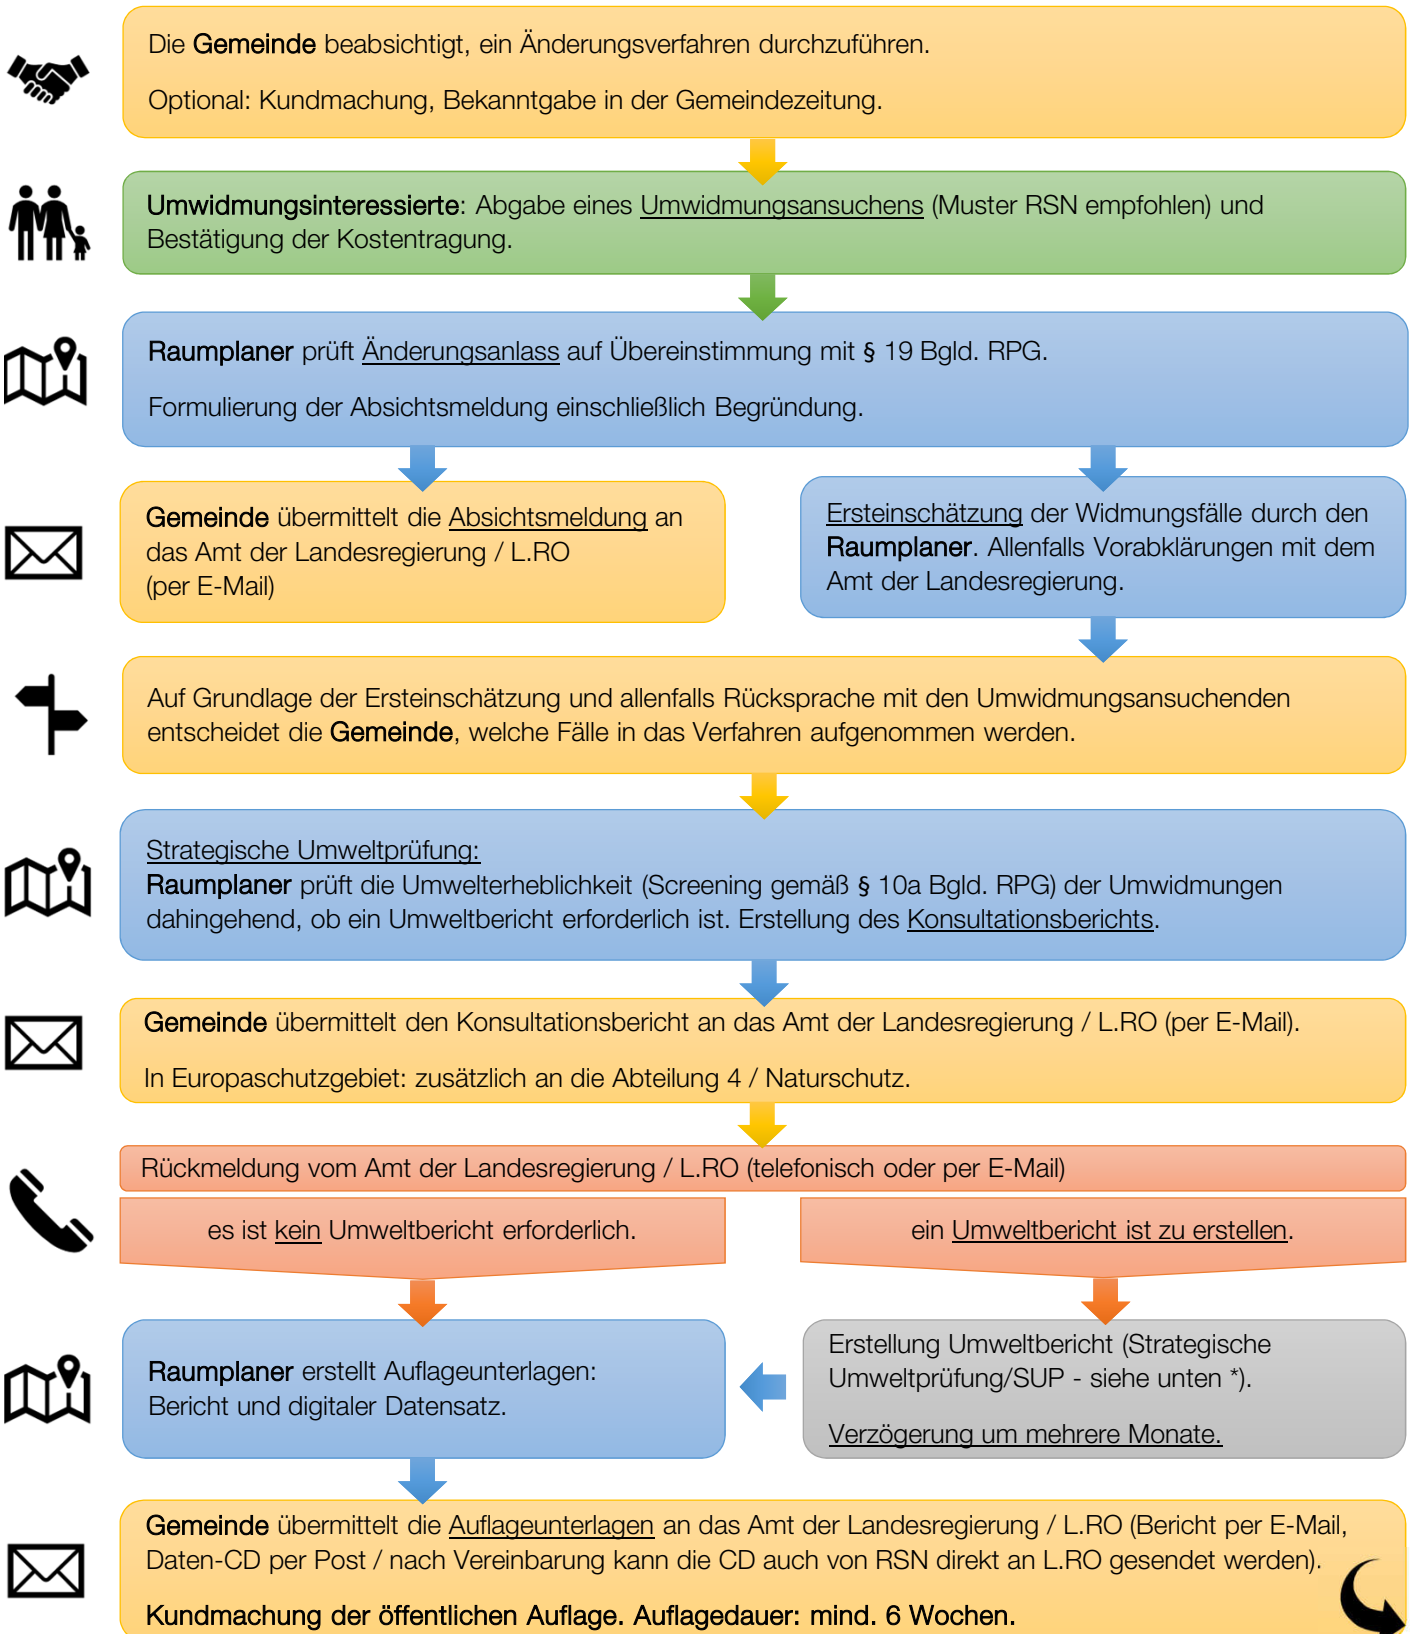 Die Gemeinde beabsichtigt, ein Änderungsverfahren durchzuführen.
Optional: Kundmachung, Bekanntgabe in der Gemeindezeitung.
Umwidmungsinteressierte: Abgabe eines Umwidmungsansuchens (Muster RSN empfohlen) und
Bestätigung der Kostentragung.
Raumplaner prüft Änderungsanlass auf Übereinstimmung mit § 19 Bgld. RPG.
Formulierung der Absichtsmeldung einschließlich Begründung.
Gemeinde übermittelt die Absichtsmeldung an
das Amt der Landesregierung / L.RO
(per E-Mail)
Ersteinschätzung der Widmungsfälle durch den
Raumplaner. Allenfalls Vorabklärungen mit dem
Amt der Landesregierung.
Auf Grundlage der Ersteinschätzung und allenfalls Rücksprache mit den Umwidmungsansuchenden
entscheidet die Gemeinde, welche Fälle in das Verfahren aufgenommen werden.
Strategische Umweltprüfung:
Raumplaner prüft die Umwelterheblichkeit (Screening gemäß § 10a Bgld. RPG) der Umwidmungen
dahingehend, ob ein Umweltbericht erforderlich ist. Erstellung des Konsultationsberichts.
Gemeinde übermittelt den Konsultationsbericht an das Amt der Landesregierung / L.RO (per E-Mail).
In Europaschutzgebiet: zusätzlich an die Abteilung 4 / Naturschutz.
Rückmeldung vom Amt der Landesregierung / L.RO (telefonisch oder per E-Mail)
es ist kein Umweltbericht erforderlich.
ein Umweltbericht ist zu erstellen.
Raumplaner erstellt Auflageunterlagen:
Bericht und digitaler Datensatz.
Erstellung Umweltbericht (Strategische
Umweltprüfung/SUP - siehe unten *).
Verzögerung um mehrere Monate.
Gemeinde übermittelt die Auflageunterlagen an das Amt der Landesregierung / L.RO (Bericht per E-Mail,
Daten-CD per Post / nach Vereinbarung kann die CD auch von RSN direkt an L.RO gesendet werden).
Kundmachung der öffentlichen Auflage. Auflagedauer: mind. 6 Wochen.